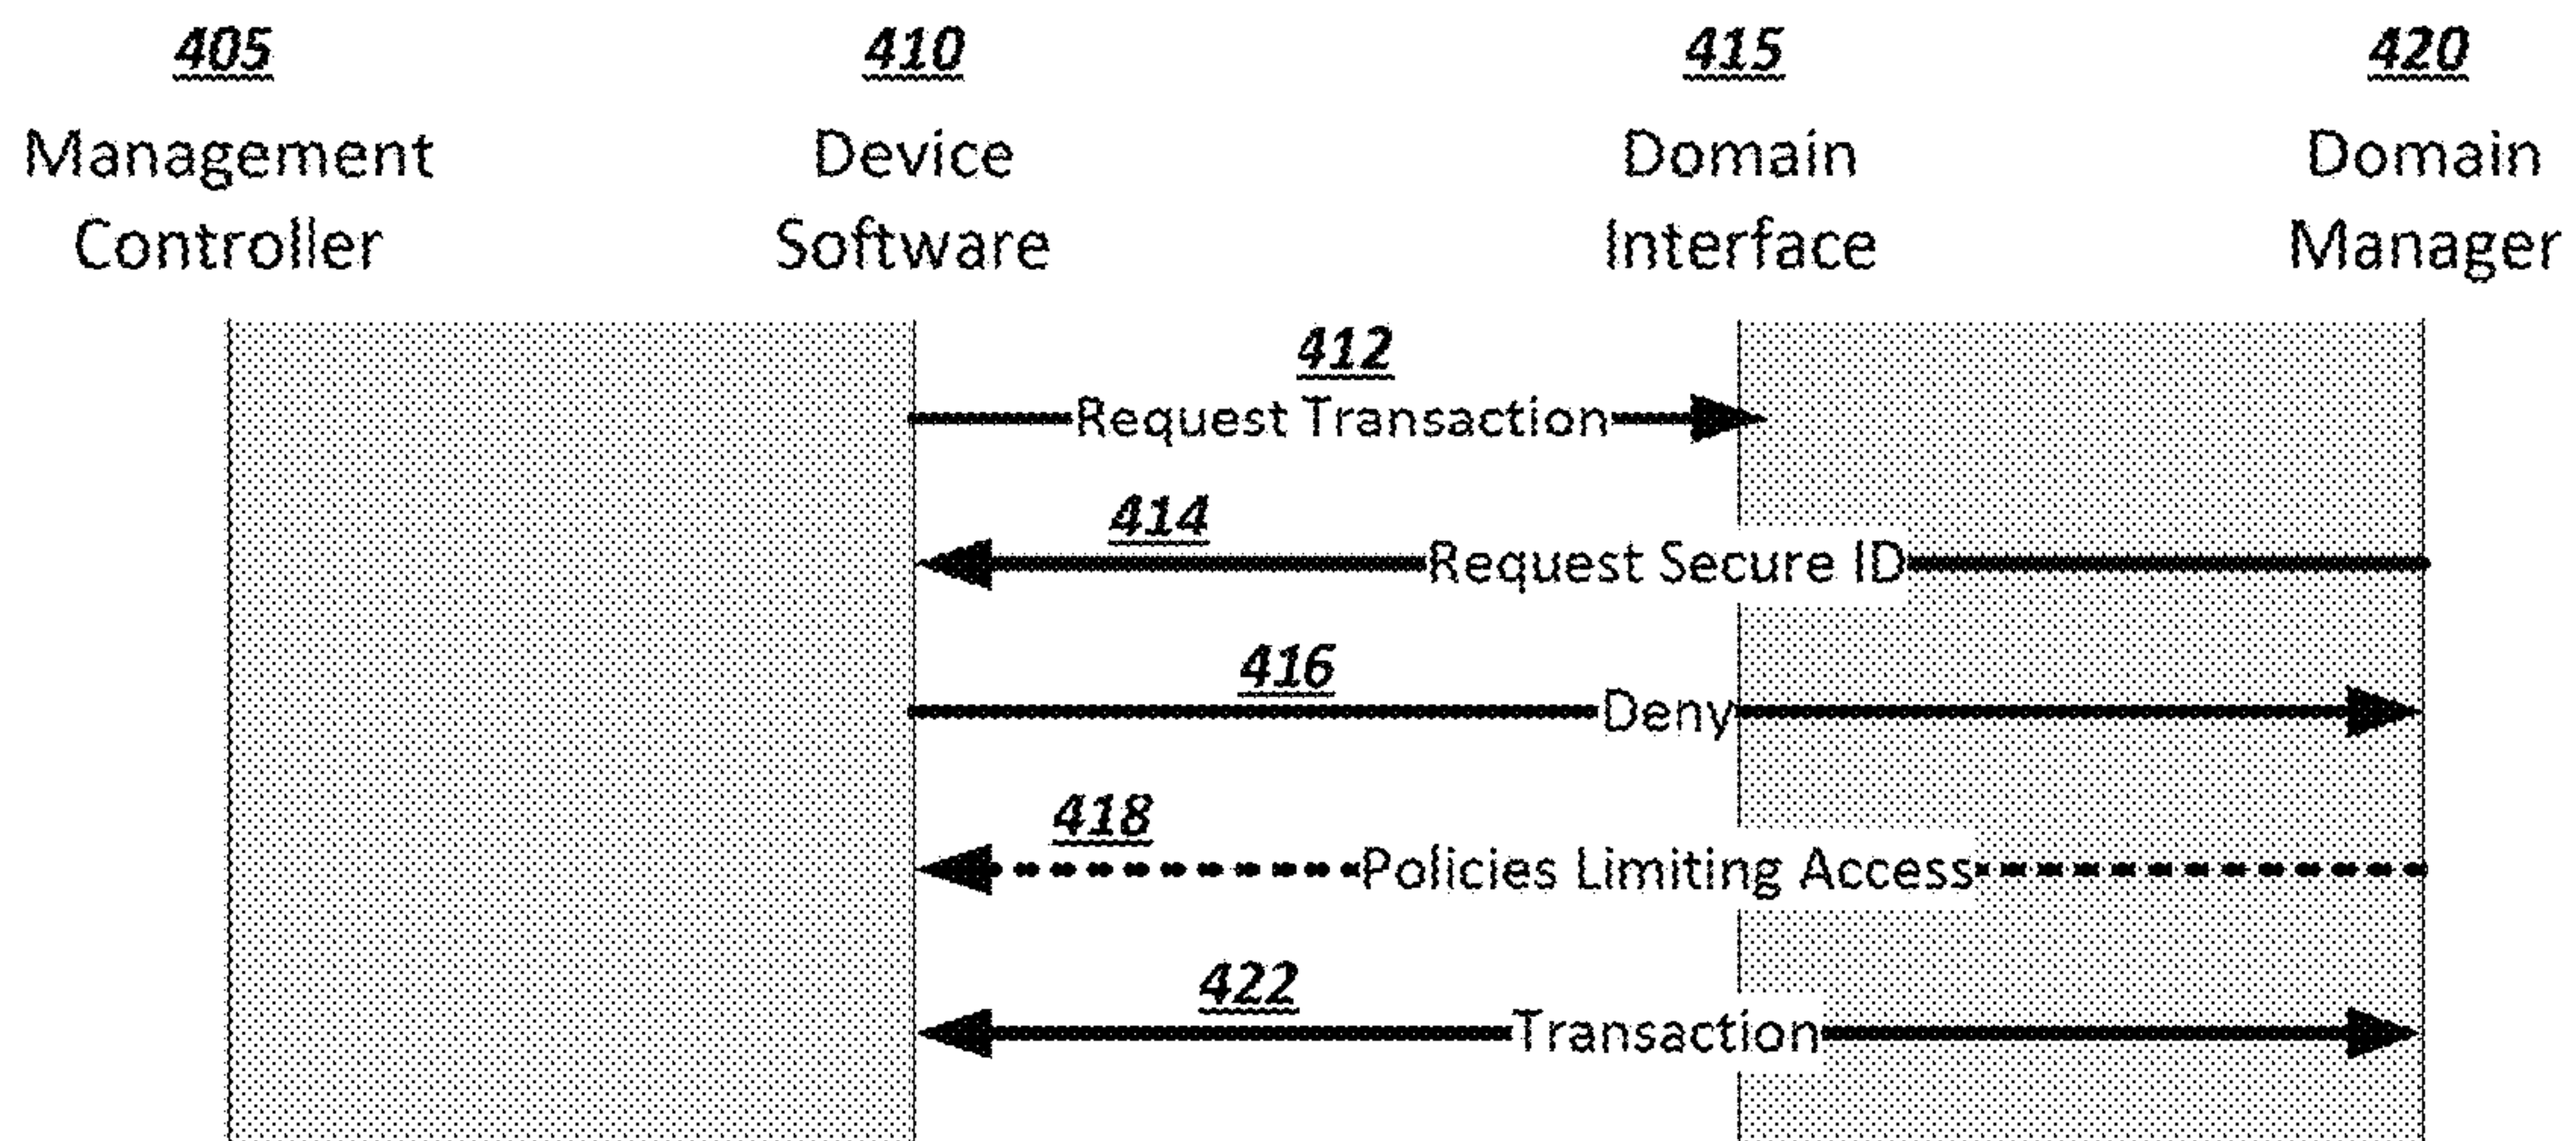 405 410 415 420
Management Device Domain Domain
Controller Software Interface Manager
412
Request Transaction
414
Request Secure ID
416
Deny
418
Policies Limiting Access
422
Transaction